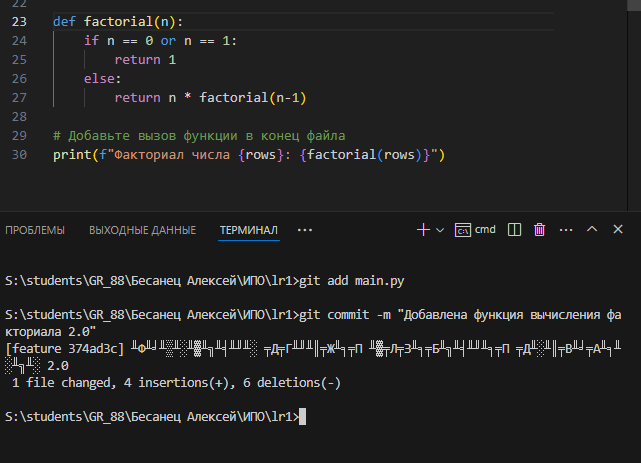 22
23 def factorial(n):
24 if n == 0 or n == 1:
25 return 1
26 else:
27 return n * factorial(n-1)
28
29 # Добавьте вызов функции в конец файла
30 print(f"Факториал числа {rows}: {factorial(rows)}")
ПРОБЛЕМЫ ВЫХОДНЫЕ ДАННЫЕ ТЕРМИНАЛ ... cmd
S:\students\GR_88\Бесанец Алексей\ИПО\lr1>git add main.py
S:\students\GR_88\Бесанец Алексей\ИПО\lr1>git commit -m "Добавлена функция вычисления фа
кториала 2.0"
[feature 374ad3c]
2.0
1 file changed, 4 insertions(+), 6 deletions(-)
S:\students\GR_88\Бесанец Алексей\ИПО\lr1>